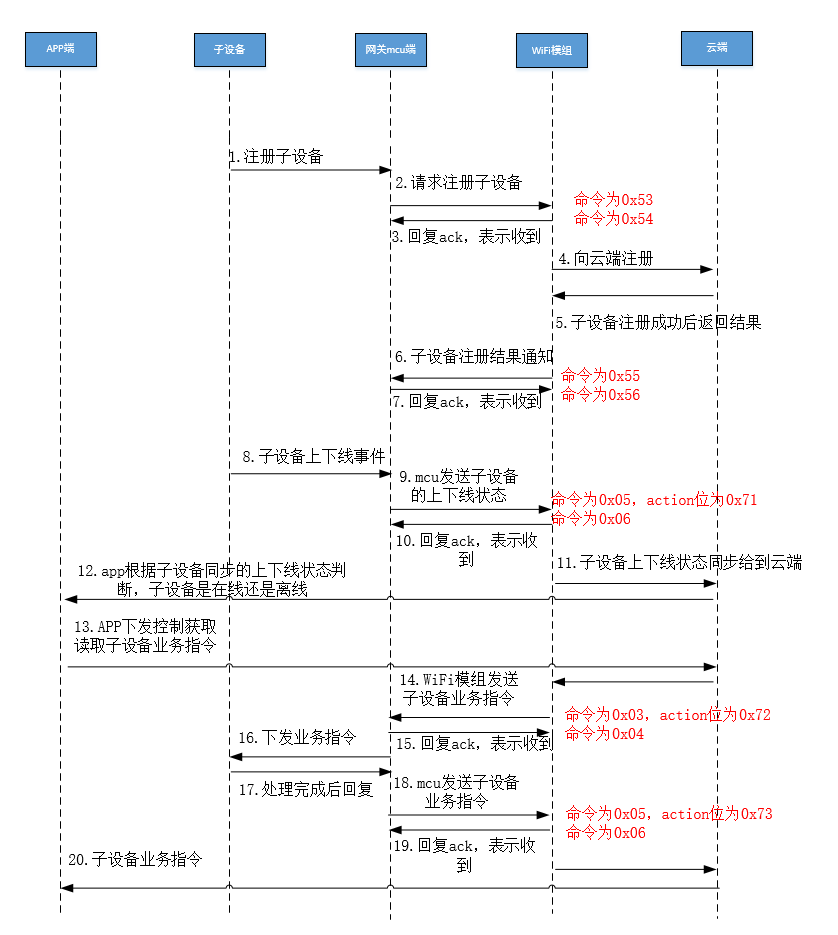 APP端
子设备
网关mcu端
WiFi模组
云端
1.注册子设备
2.请求注册子设备
命令为0x53
命令为0x54
3.回复ack，表示收到
4.向云端注册
5.子设备注册成功后返回结果
6.子设备注册结果通知
命令为0x55
命令为0x56
7.回复ack，表示收到
8.子设备上下线事件
9.mcu发送子设备
的上下线状态
命令为0x05，action位为0x71
命令为0x06
10.回复ack，表示收
到
11.子设备上下线状态同步给到云端
12.app根据子设备同步的上下线状态判
断，子设备是在线还是离线
13.APP下发控制获取
读取子设备业务指令
14.WiFi模组发送
子设备业务指令
命令为0x03，action位为0x72
命令为0x04
15.回复ack，表示收到
16.下发业务指令
17.处理完成后回复
18.mcu发送子设备
业务指令
命令为0x05，action位为0x73
命令为0x06
19.回复ack，表示收
到
20.子设备业务指令